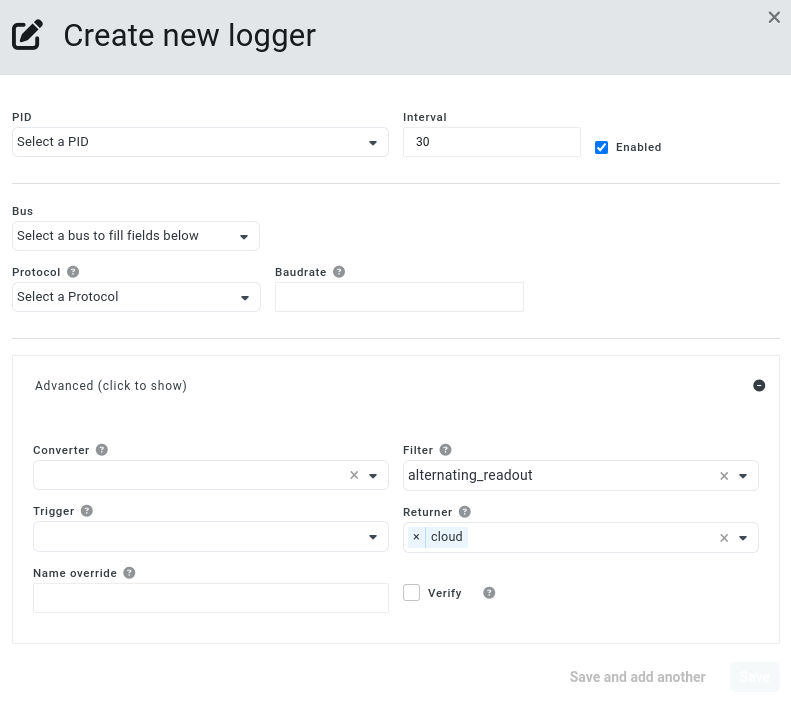 Create new logger
PID
Interval
Select a PID
30
Enabled
Bus
Select a bus to fill fields below
Protocol
Baudrate
Select a Protocol
Advanced (click to show)
Converter
Filter
alternating_readout
Trigger
Returner
× cloud
Name override
Verify
Save and add another
Save